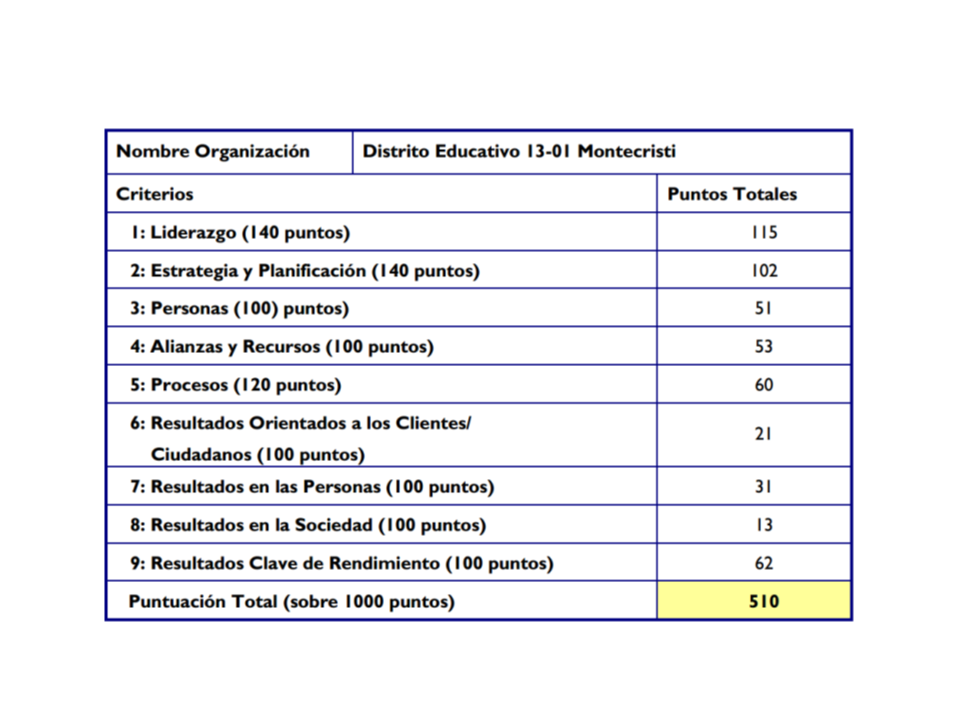 Nombre Organización Distrito Educativo 13-01 Montecristi
Criterios Puntos Totales
1: Liderazgo (140 puntos) 115
2: Estrategia y Planificación (140 puntos) 102
3: Personas (100) puntos) 51
4: Alianzas y Recursos (100 puntos) 53
5: Procesos (120 puntos) 60
6: Resultados Orientados a los Clientes/
Ciudadanos (100 puntos) 21
7: Resultados en las Personas (100 puntos) 31
8: Resultados en la Sociedad (100 puntos) 13
9: Resultados Clave de Rendimiento (100 puntos) 62
Puntuación Total (sobre 1000 puntos) 510